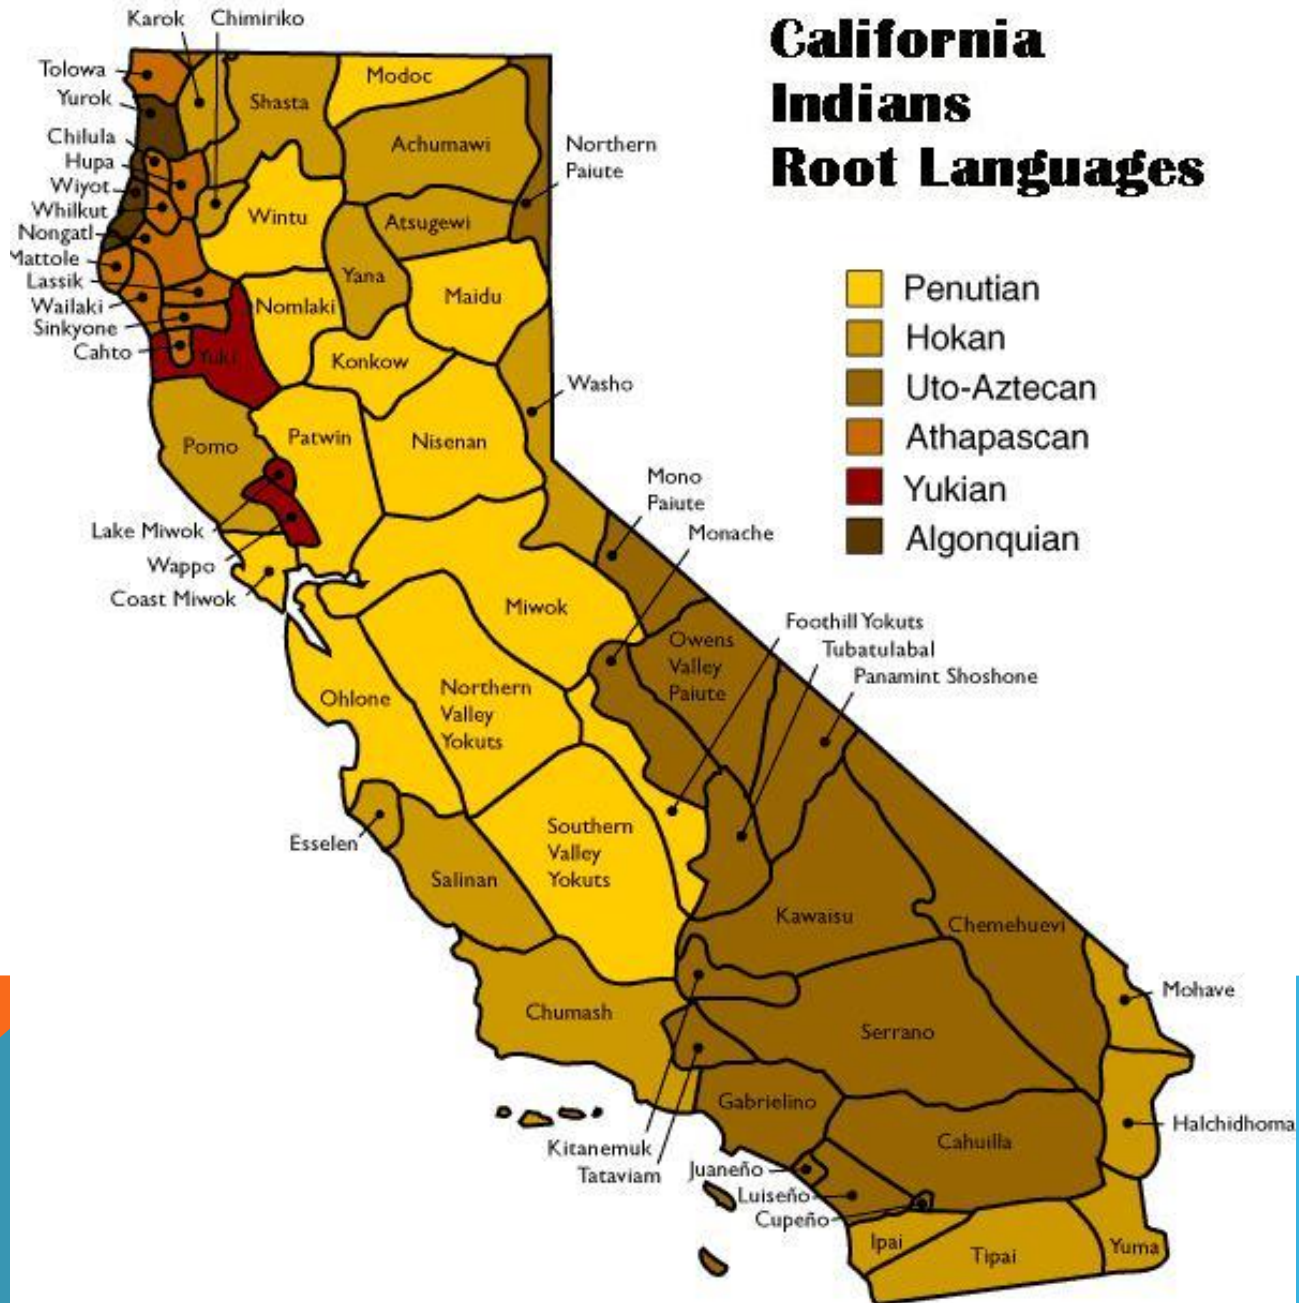 California
Indians
Root Languages
Penutian
Hokan
Uto-Aztecan
Athapascan
Yukian
Algonquian
Karok
Chimiriko
Tolowa
Yurok
Chilula
Hupa
Wiyot
Whilkut
Nongatl
Mattole
Lassik
Wailaki
Sinkyone
Cahto
Modoc
Shasta
Achumawi
Northern
Paiute
Wintu
Atsugewi
Yana
Maidu
Nomlaki
Konkow
Yuki
Washo
Pomo
Patwin
Nisenan
Lake Miwok
Wappo
Coast Miwok
Mono
Paiute
Monache
Miwok
Foothill Yokuts
Tubatulabal
Panamint Shoshone
Owens
Valley
Paiute
Ohlone
Northern
Valley
Yokuts
Esselen
Salinan
Southern
Valley
Yokuts
Kawaisu
Chemehuevi
Mohave
Chumash
Serrano
Gabrielino
Cahuilla
Halchidhoma
Kitanemuk
Tataviam
Juaneño
Luiseño
Cupeño
Ipai
Tipai
Yuma